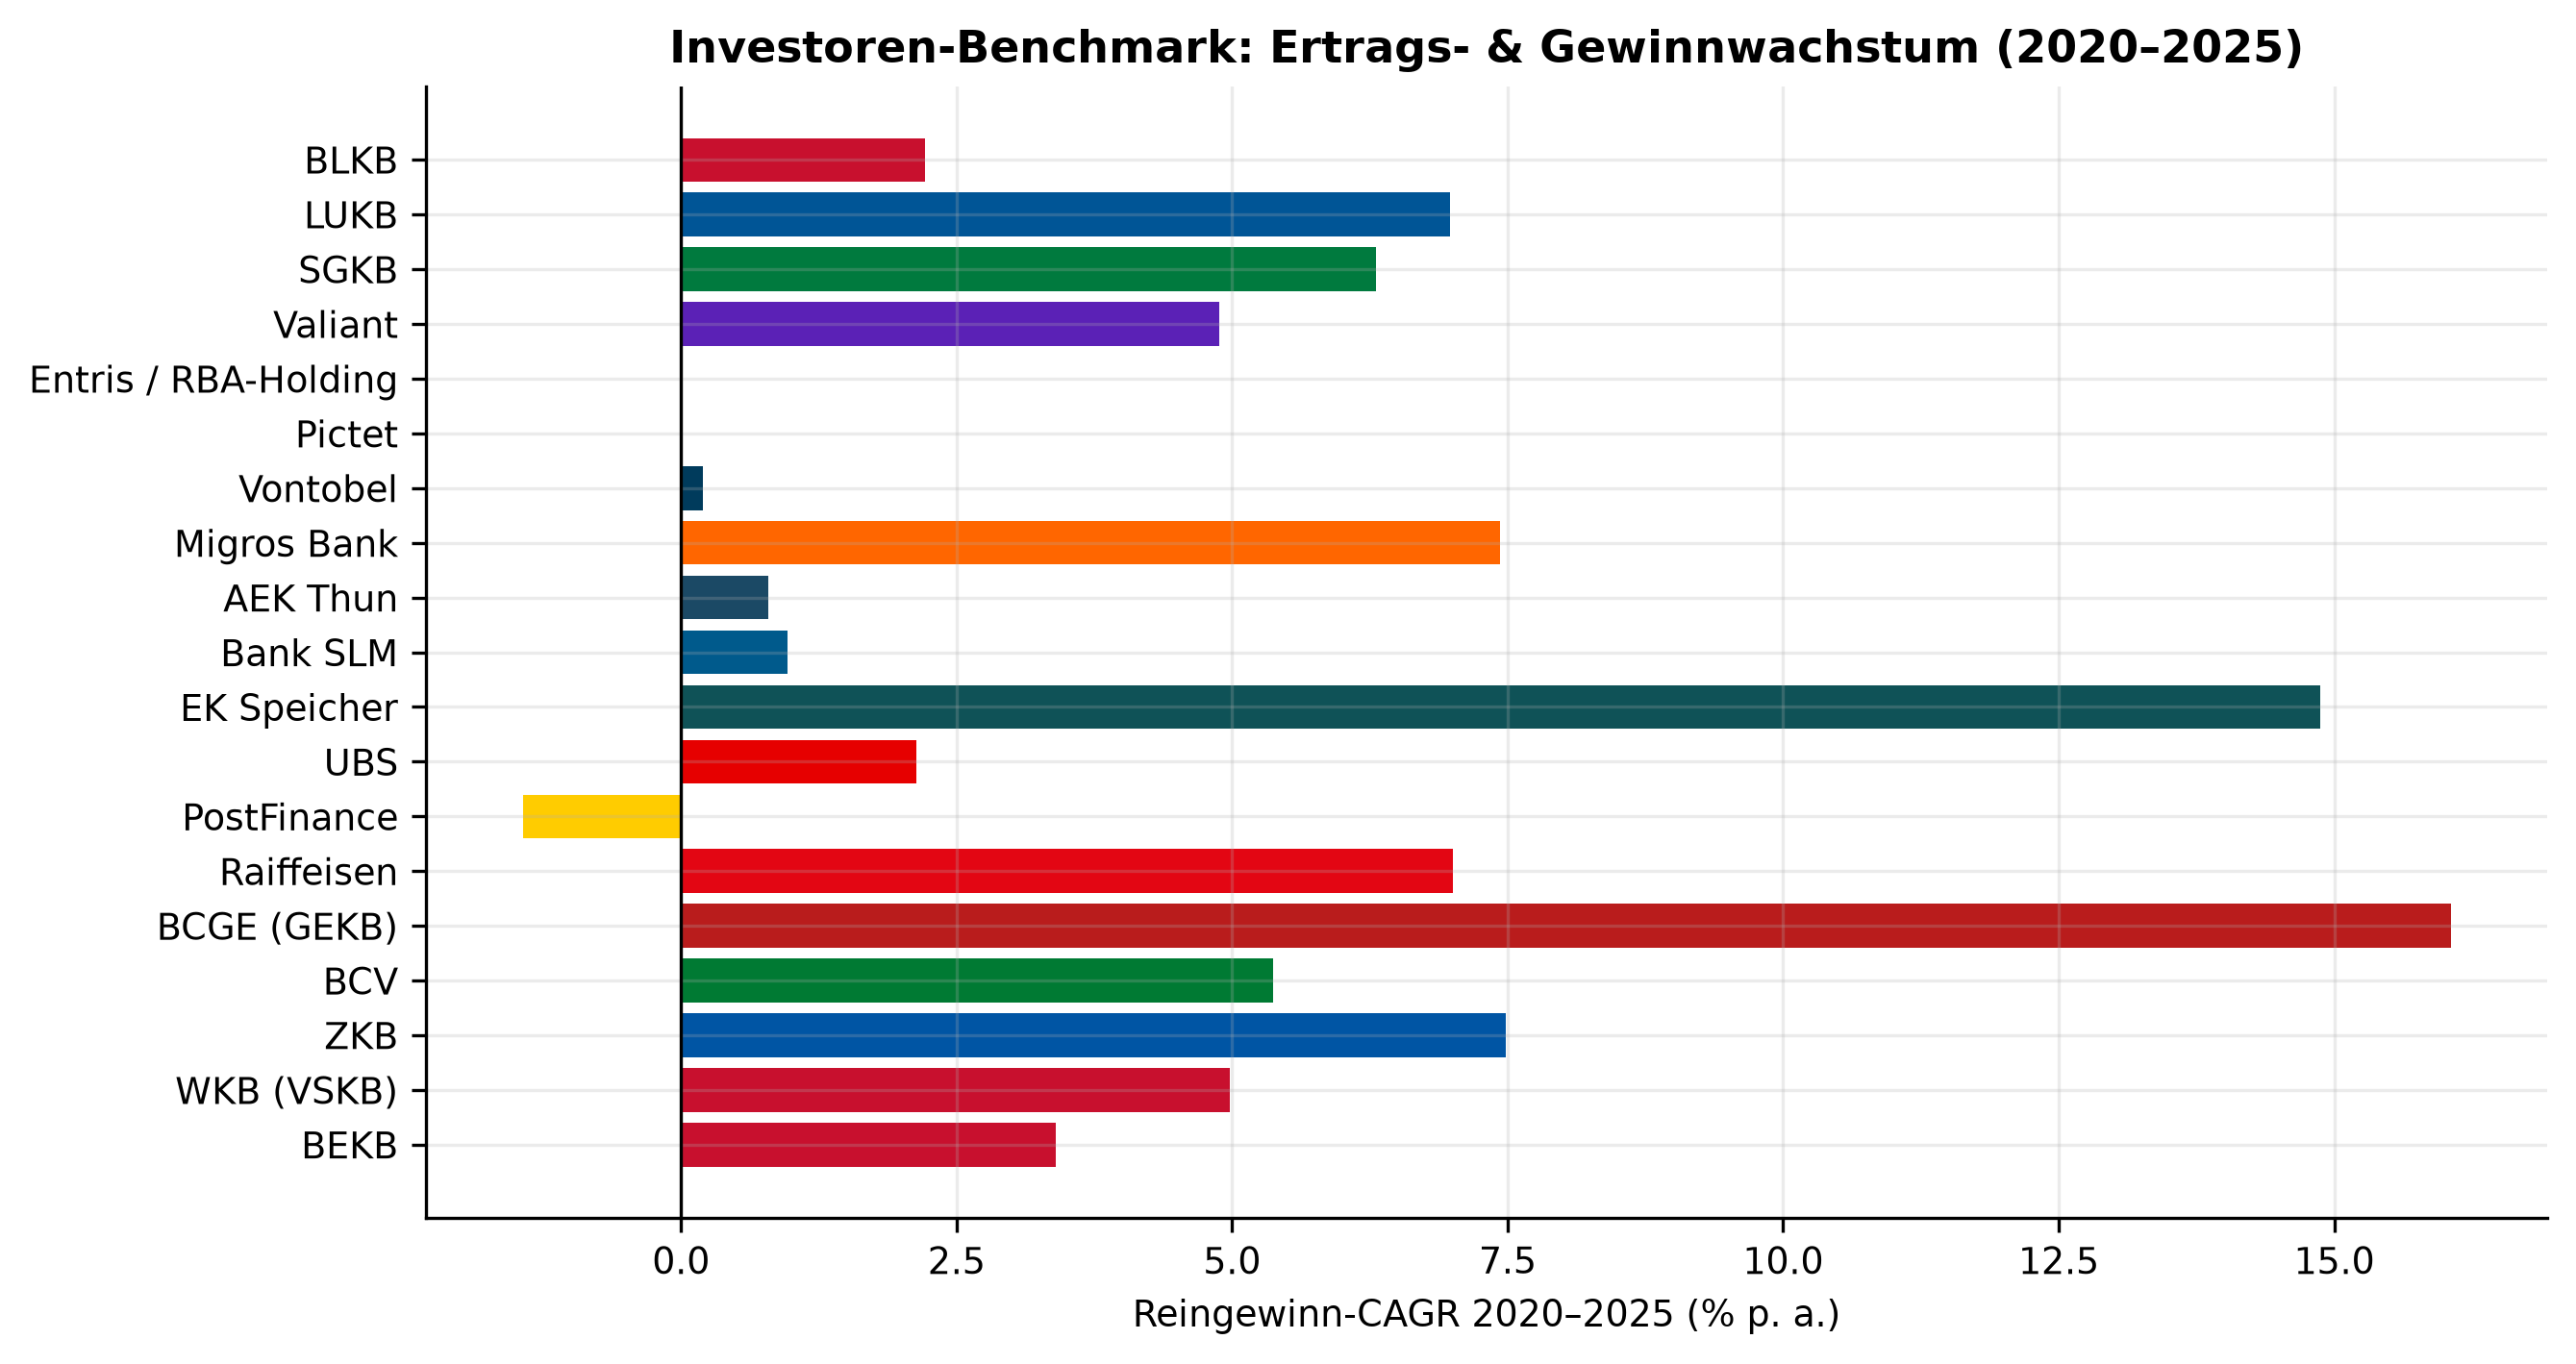 Investoren-Benchmark: Ertrags- & Gewinnwachstum (2020–2025)
BLKB
LUKB
SGKB
Valiant
Entris / RBA-Holding
Pictet
Vontobel
Migros Bank
AEK Thun
Bank SLM
EK Speicher
UBS
PostFinance
Raiffeisen
BCGE (GEKB)
BCV
ZKB
WKB (VSKB)
BEKB
0.0 2.5 5.0 7.5 10.0 12.5 15.0
Reingewinn-CAGR 2020–2025 (% p. a.)